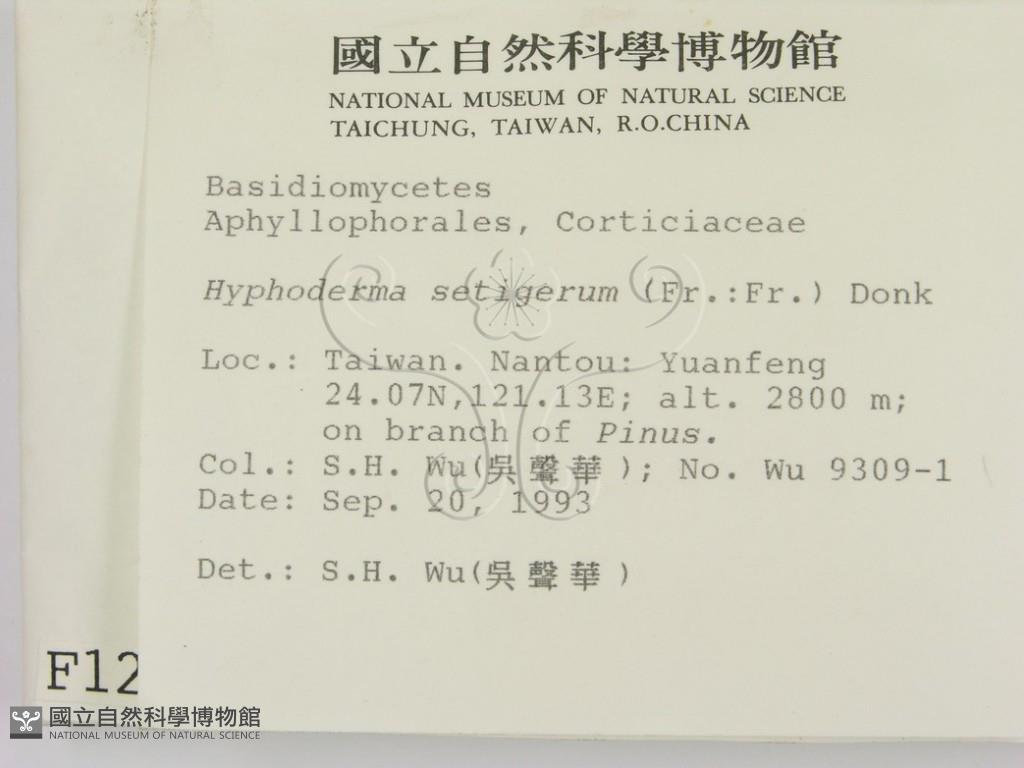 國立自然科學博物館
NATIONAL MUSEUM OF NATURAL SCIENCE
TAICHUNG, TAIWAN, R.O.CHINA
Basidiomycetes
Aphyllophorales, Corticiaceae
Hyphoderma setigerum (Fr.:Fr.) Donk
Loc.: Taiwan. Nantou: Yuanfeng
24.07N,121.13E; alt. 2800 m;
on branch of Pinus.
Col.: S.H. Wu(吳聲華); No. Wu 9309-1
Date: Sep. 20, 1993
Det.: S.H. Wu(吳聲華)
F12
國立自然科學博物館
NATIONAL MUSEUM OF NATURAL SCIENCE